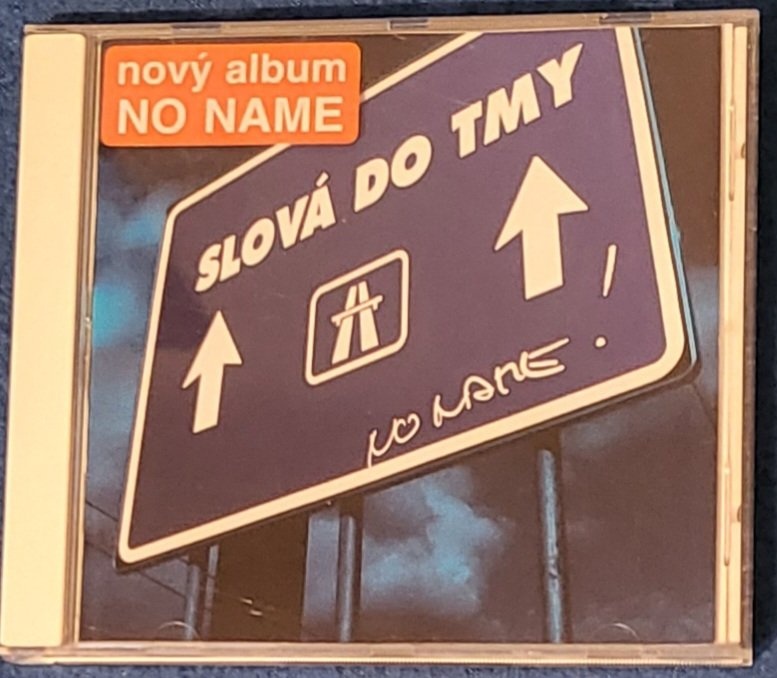 nový album
NO NAME
SLOVÁ DO TMY
NO NAME!